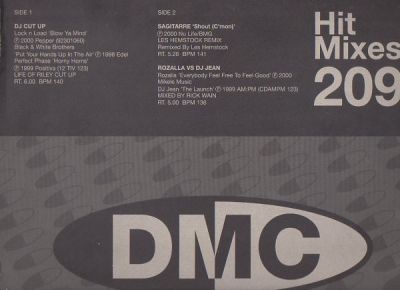 SIDE 1
DJ CUT UP
Lock n Load 'Blow Ya Mind'
℗ 2000 Pepper (92301060)
Black & White Brothers
'Put Your Hands Up In The Air' ℗ 1998 Edel
Perfect Phase 'Horny Horns'
℗ 1999 Positiva (12 TIV 123)
LIFE OF RILEY CUT UP
RT. 6.00 BPM 140
SIDE 2
SAGITARRE 'Shout (C'mon)'
℗ 2000 No Life/BMG
LES HEMSTOCK REMIX
Remixed By Les Hemstock
RT. 5.28 BPM 141
ROZALLA VS DJ JEAN
Rozalla 'Everybody Feel Free To Feel Good' ℗ 2000
Mikele Music
DJ Jean 'The Launch' ℗ 1999 AM:PM (CDAMPM 123)
MIXED BY RICK WAIN
RT. 5.00 BPM 136
Hit
Mixes
209
DMC